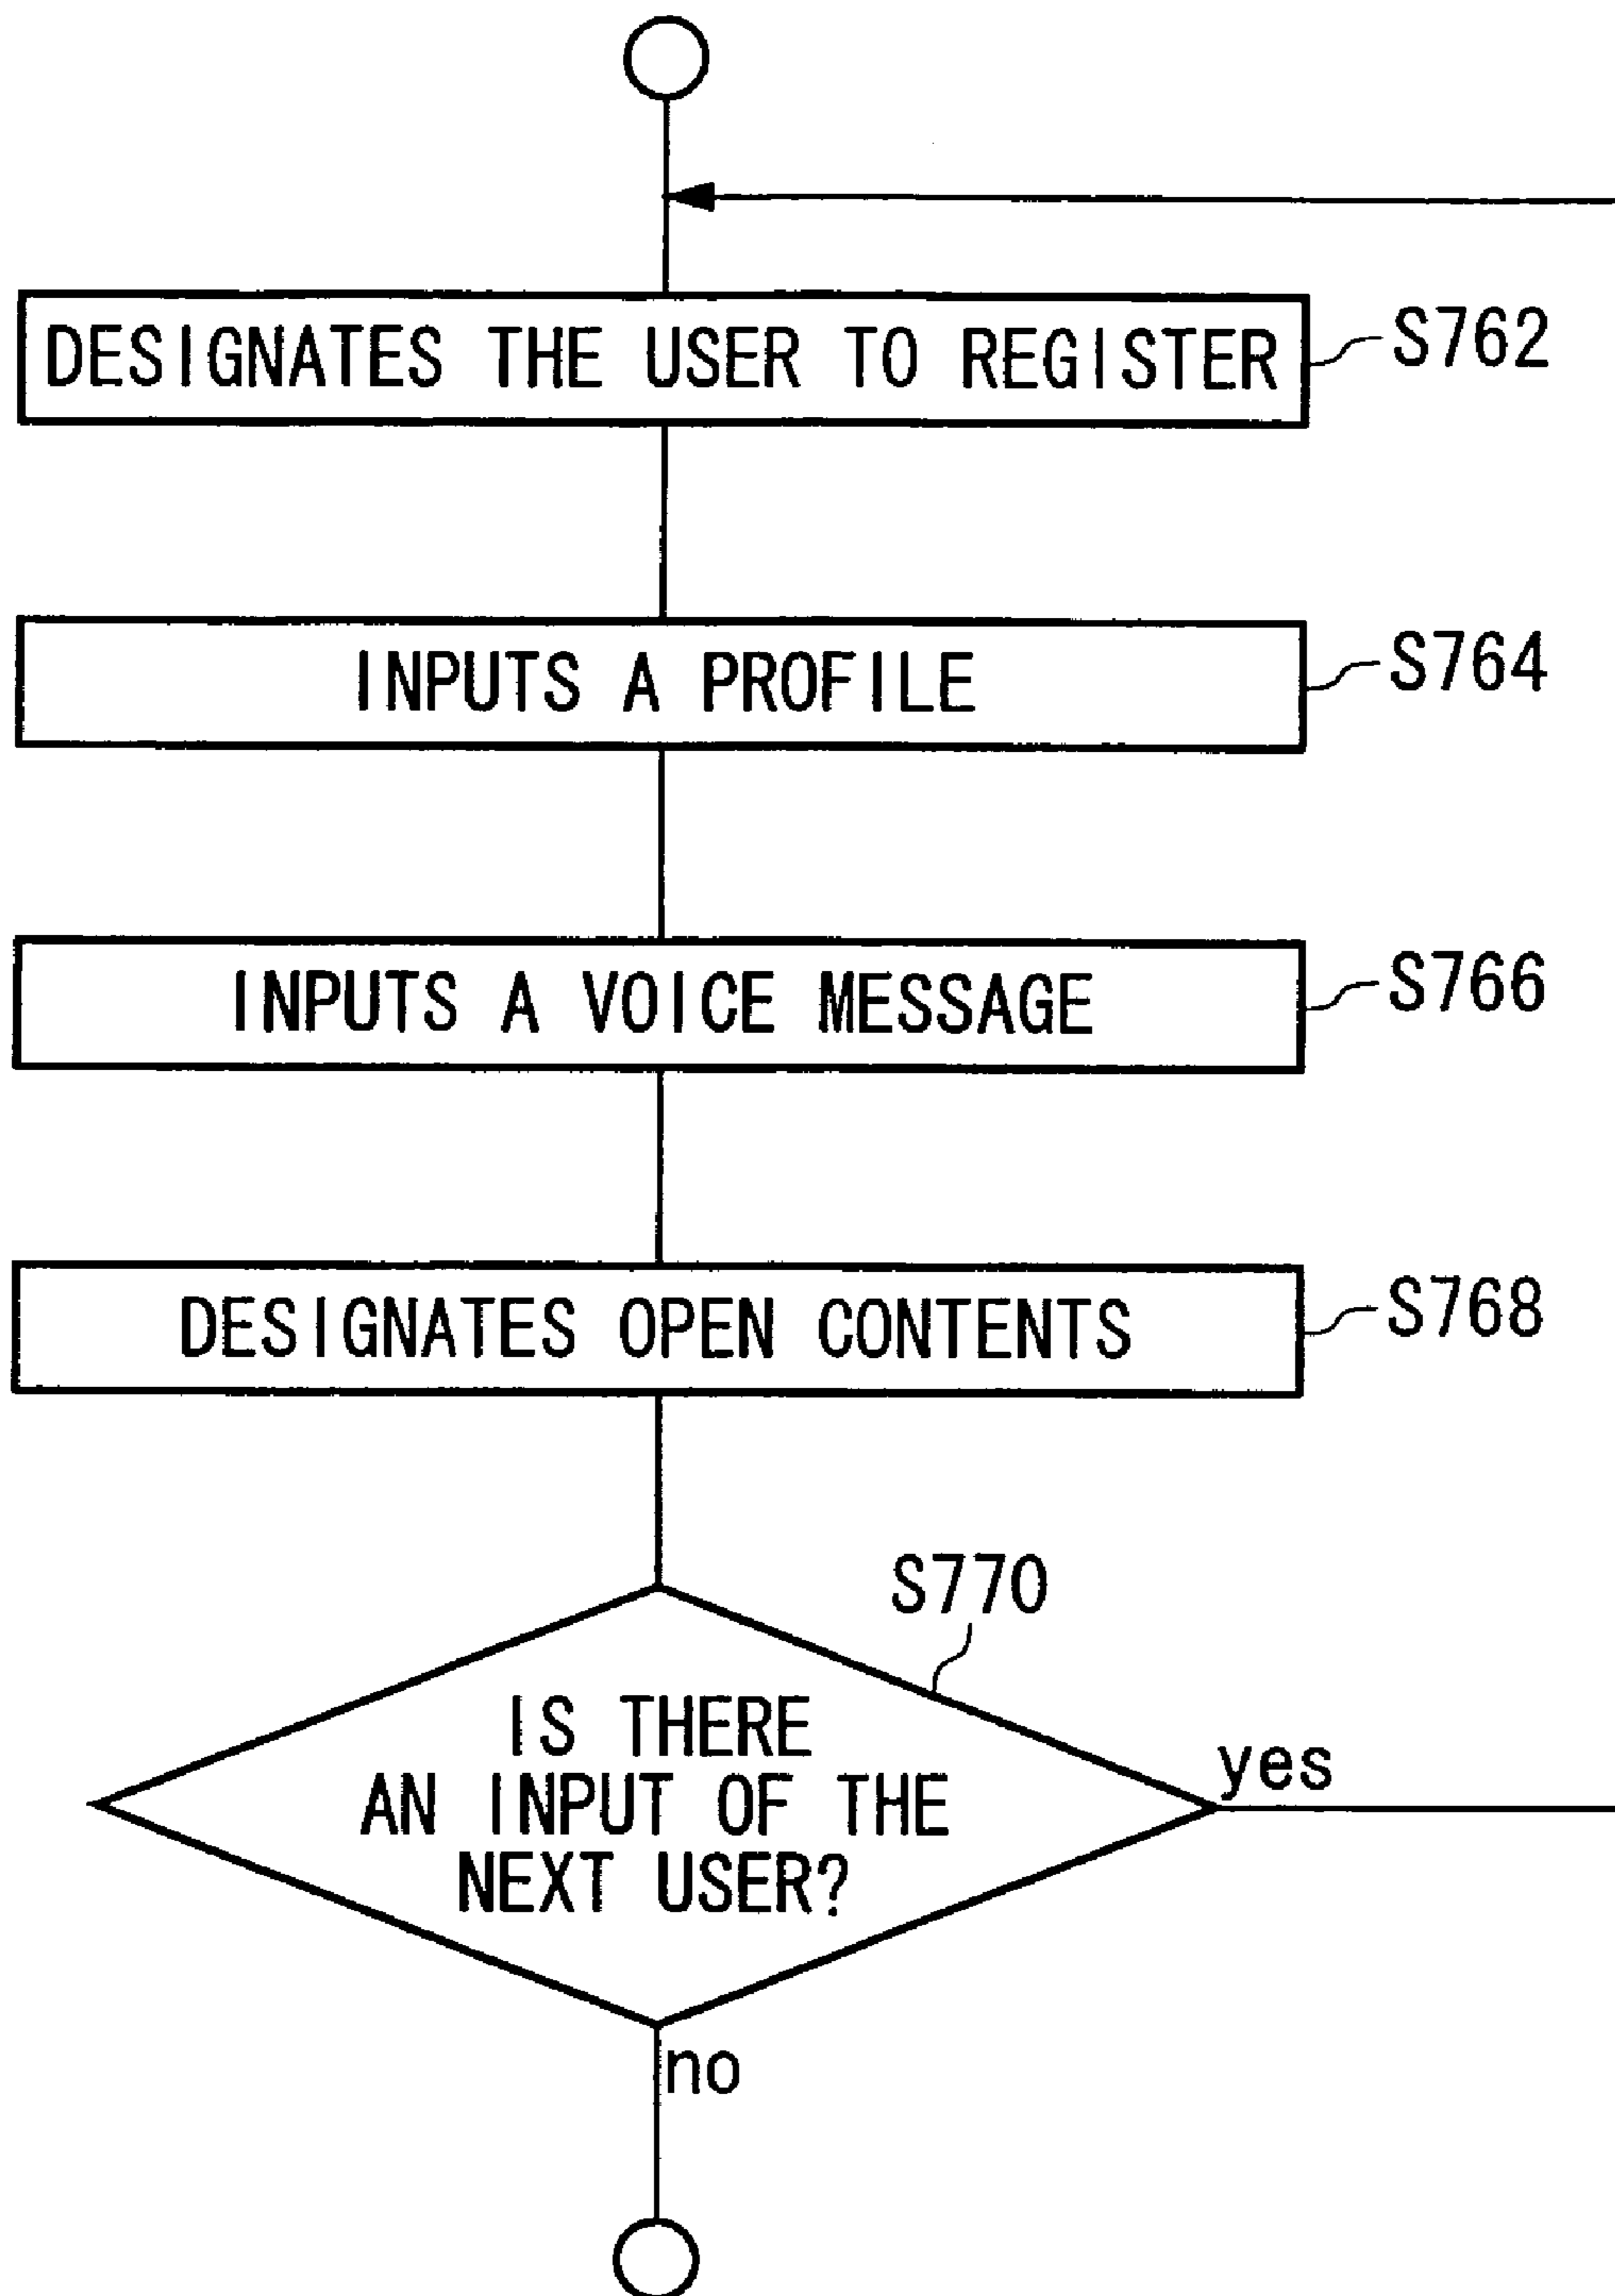 DESIGNATES THE USER TO REGISTER
S762
INPUTS A PROFILE
S764
INPUTS A VOICE MESSAGE
S766
DESIGNATES OPEN CONTENTS
S768
S770
IS THERE
AN INPUT OF THE
NEXT USER?
yes
no